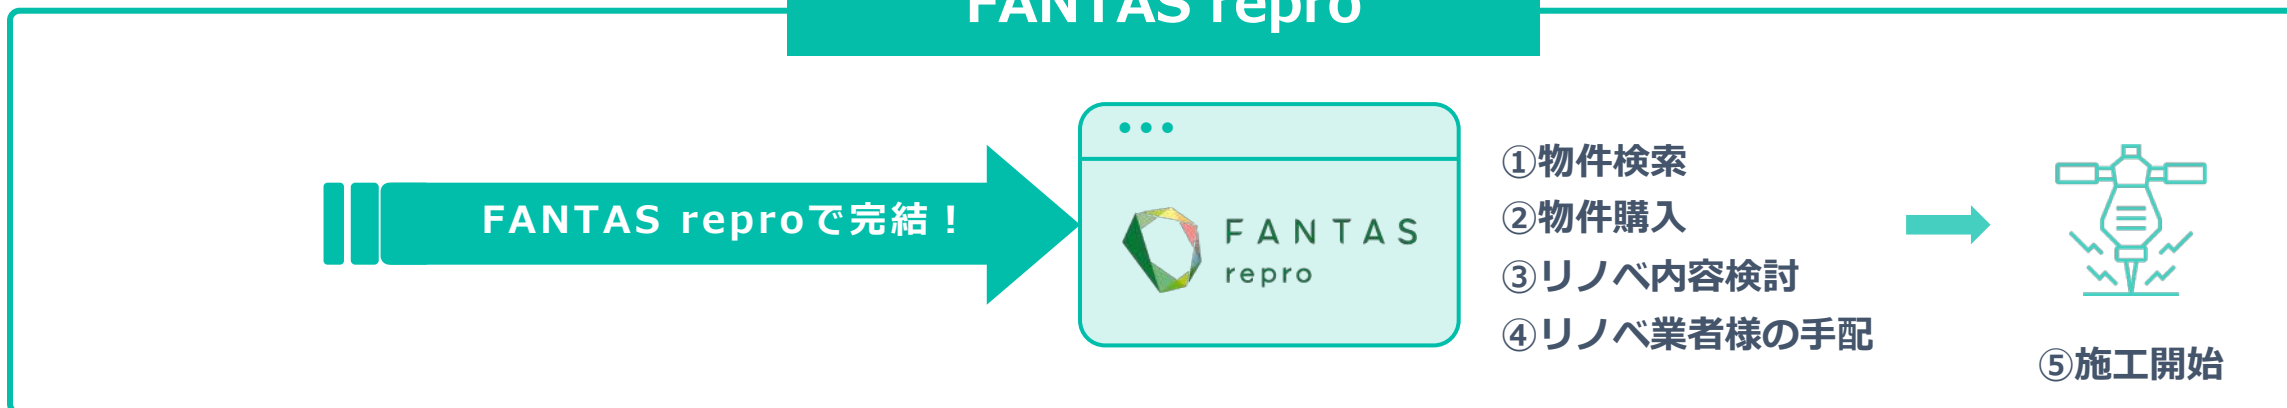 FANTAS repro
FANTAS reproで完結！
FANTAS
repro
①物件検索
②物件購入
③リノベ内容検討
④リノベ業者様の手配
⑤施工開始